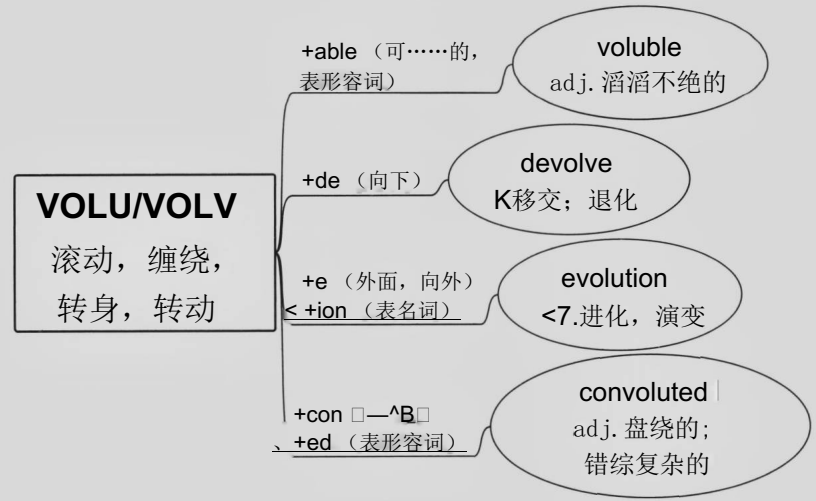 VOLU/VOLV
滚动，缠绕，
转身，转动
+able （可……的，
表形容词）
voluble
adj.滔滔不绝的
+de （向下）
devolve
K移交；退化
+e （外面，向外）
< +ion （表名词）
evolution
<7.进化，演变
+con □—^B□
、+ed （表形容词）
convoluted
adj.盘绕的;
错综复杂的